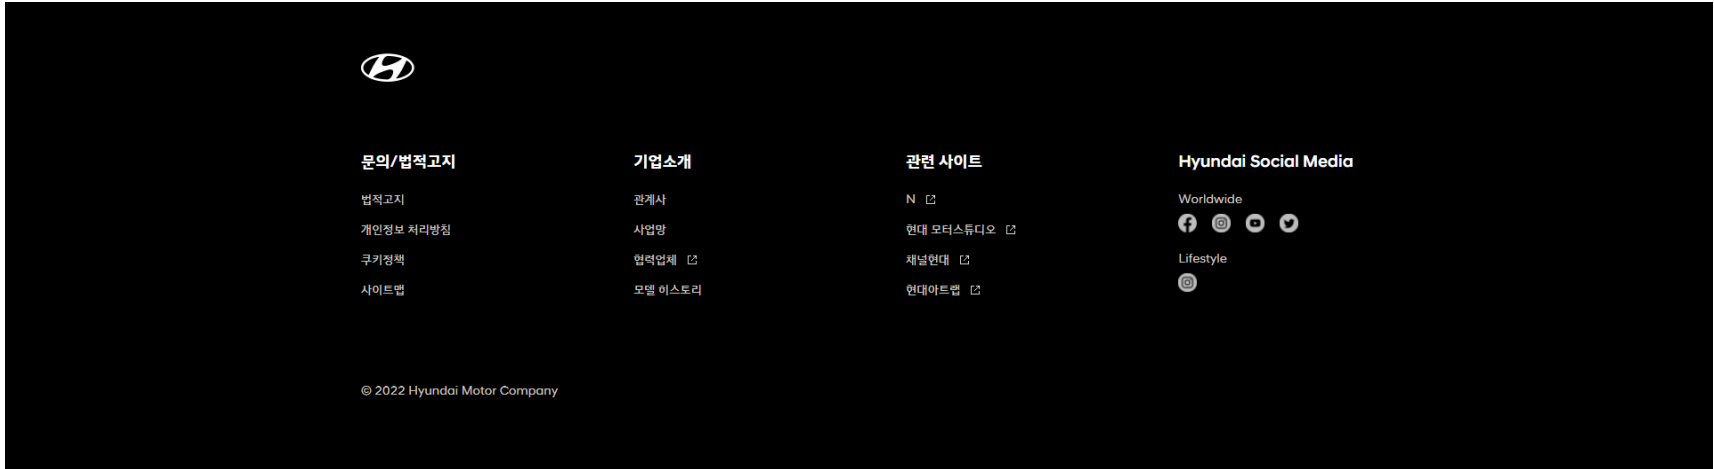 문의/법적고지
법적고지
개인정보 처리방침
쿠키정책
사이트맵
기업소개
관계사
사업망
협력업체
모델 히스토리
관련 사이트
N
현대 모터스튜디오
채널현대
현대아트랩
Hyundai Social Media
Worldwide
Lifestyle
© 2022 Hyundai Motor Company